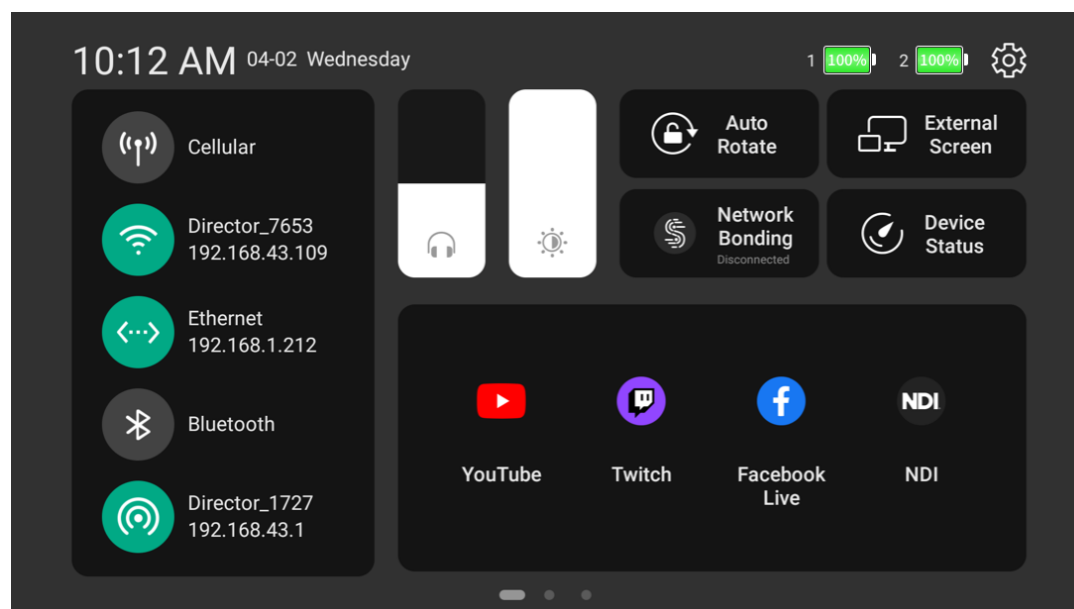 10:12 AM 04-02 Wednesday
1 100% 2 100%
Cellular
Director_7653
192.168.43.109
Ethernet
192.168.1.212
Bluetooth
Director_1727
192.168.43.1
Auto
Rotate
External
Screen
Network
Bonding
Disconnected
Device
Status
NDI
YouTube
Twitch
Facebook
Live
NDI